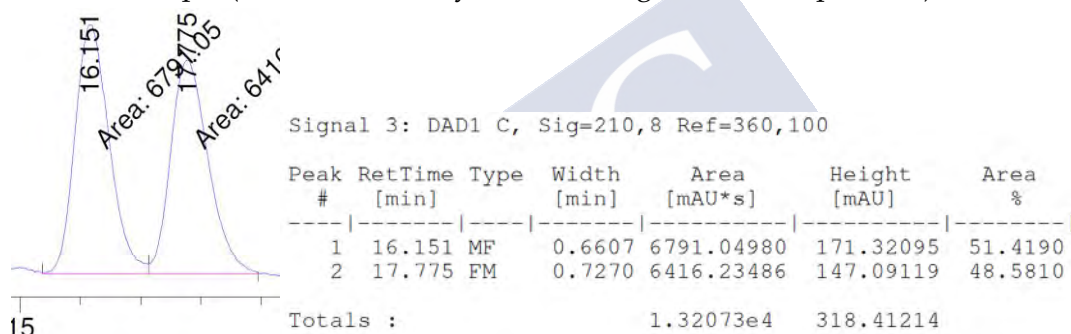 16.151
Area: 6791.05
17.775
15
Signal 3: DAD1 C, Sig=210,8 Ref=360,100
Peak RetTime Type Width Area Height Area
# [min] [min] [mAU*s] [mAU] %
----|-------|----|-------|----------|----------|--------|
1 16.151 MF 0.6607 6791.04980 171.32095 51.4190
2 17.775 FM 0.7270 6416.23486 147.09119 48.5810
Totals : 1.32073e4 318.41214